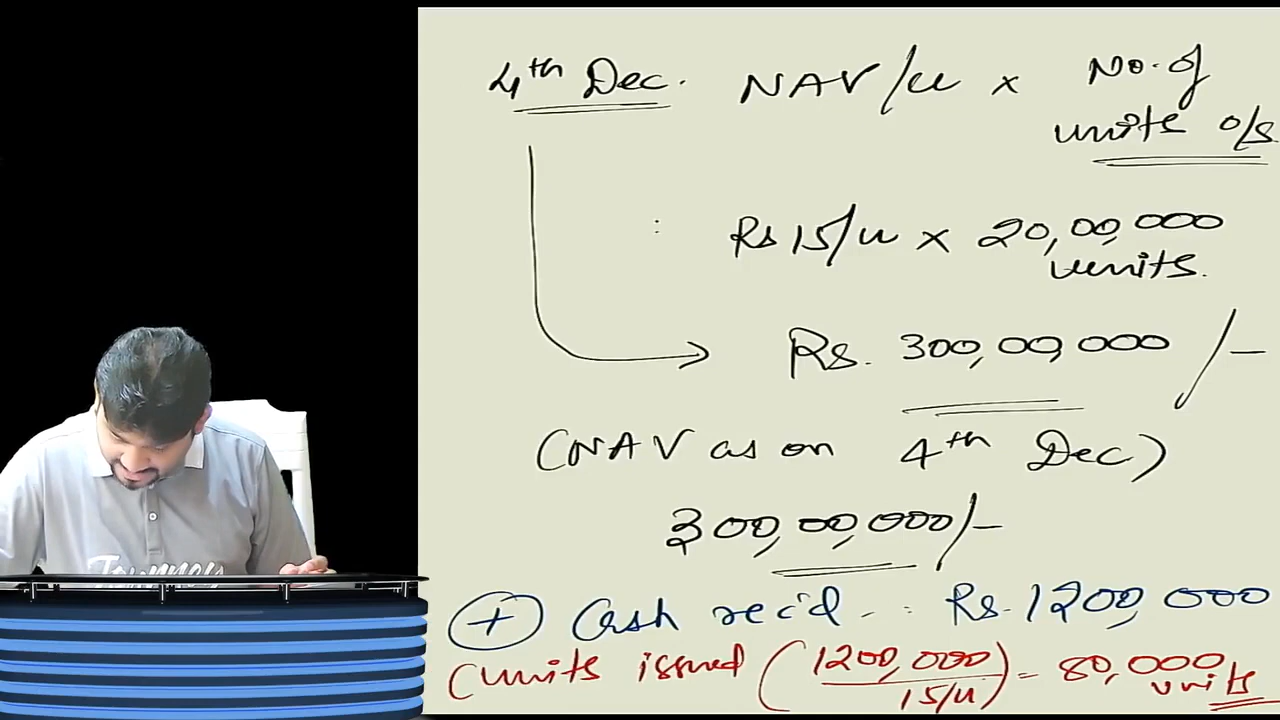 4th Dec. NAV/u × No. of
units o/s.
: Rs 15/u × 20,00,000
units.
Rs. 300,00,000 /-
(NAV as on 4th Dec)
300,00,000/-
(+) Cash rec'd : Rs. 1200,000
(units issued (1200,000 / 15/u) = 80,000
units